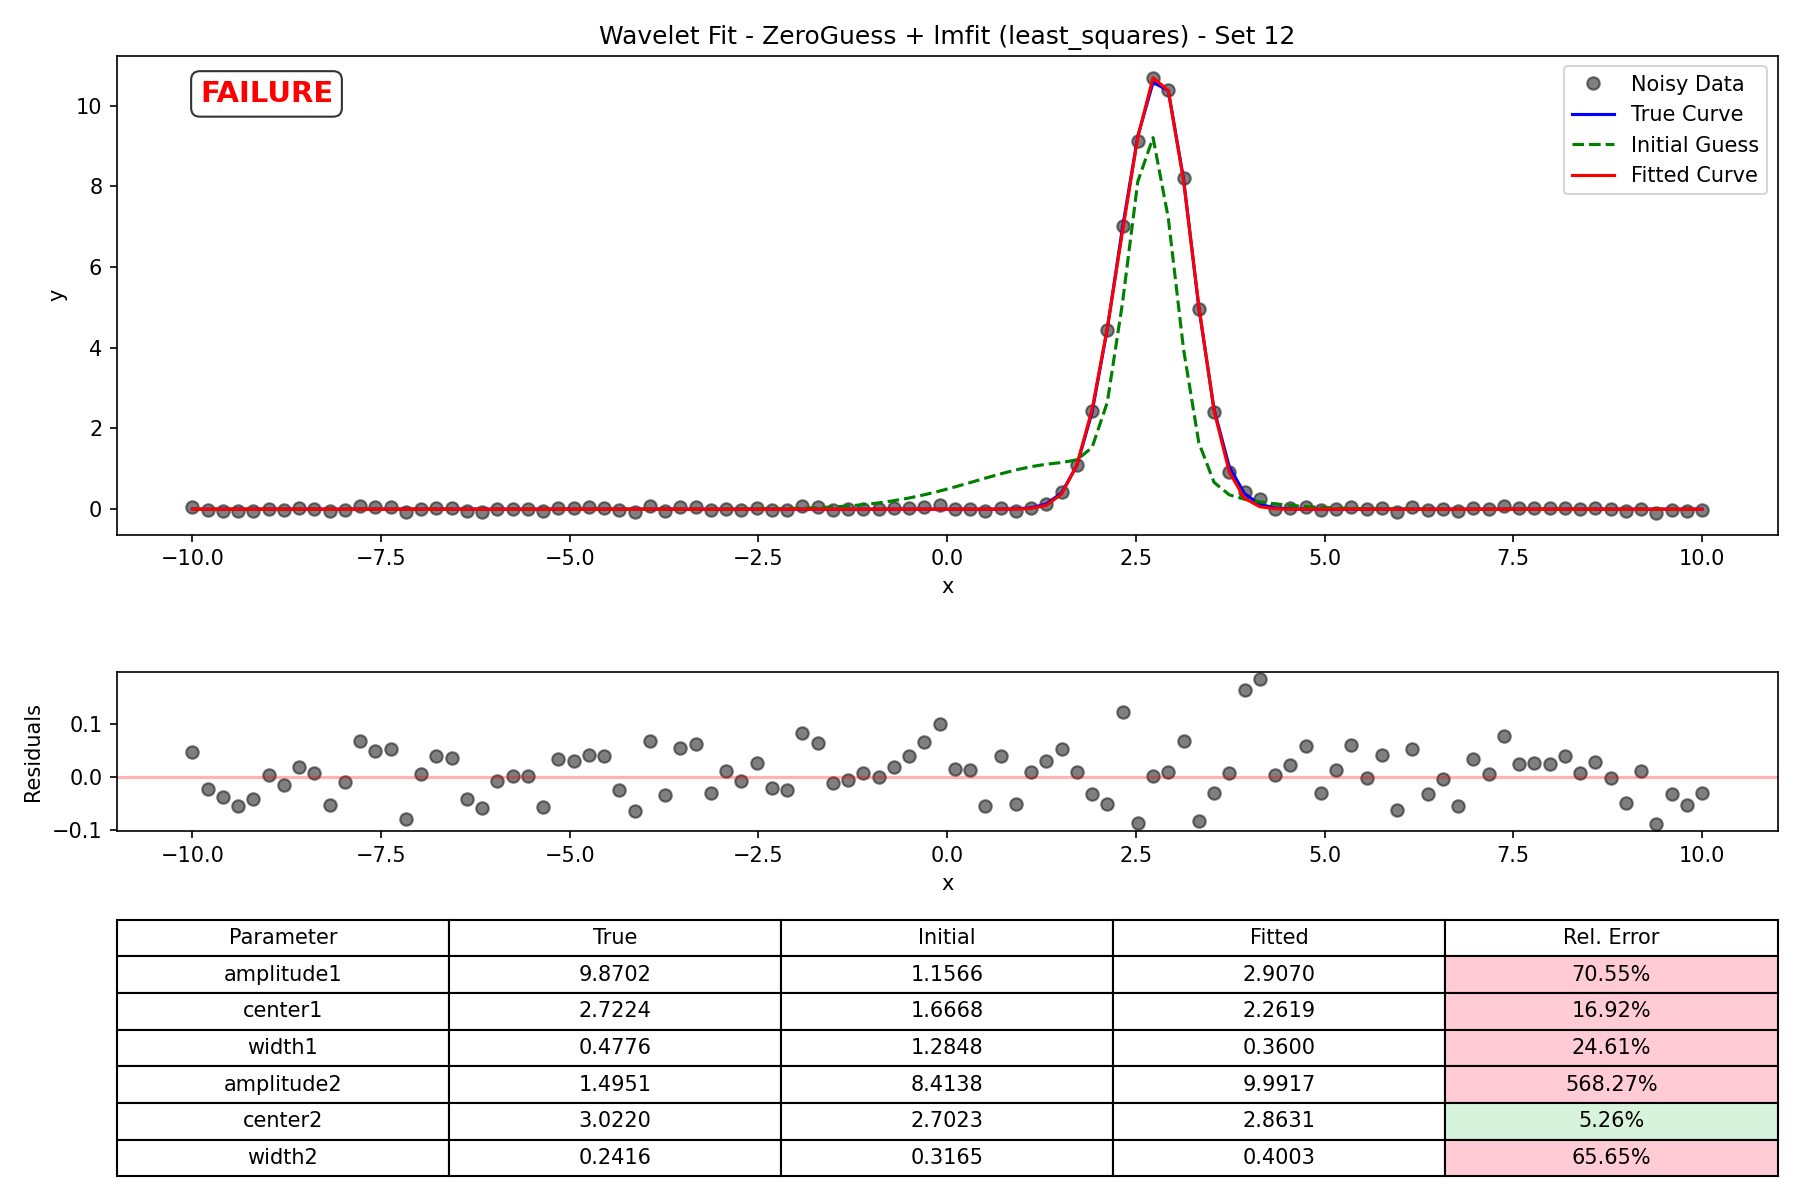 Wavelet Fit - ZeroGuess + lmfit (least_squares) - Set 12
FAILURE
Noisy Data
True Curve
Initial Guess
Fitted Curve
10
8
6
4
2
0
y
−10.0 −7.5 −5.0 −2.5 0.0 2.5 5.0 7.5 10.0
x
0.1
0.0
−0.1
Residuals
−10.0 −7.5 −5.0 −2.5 0.0 2.5 5.0 7.5 10.0
x
Parameter True Initial Fitted Rel. Error
amplitude1 9.8702 1.1566 2.9070 70.55%
center1 2.7224 1.6668 2.2619 16.92%
width1 0.4776 1.2848 0.3600 24.61%
amplitude2 1.4951 8.4138 9.9917 568.27%
center2 3.0220 2.7023 2.8631 5.26%
width2 0.2416 0.3165 0.4003 65.65%